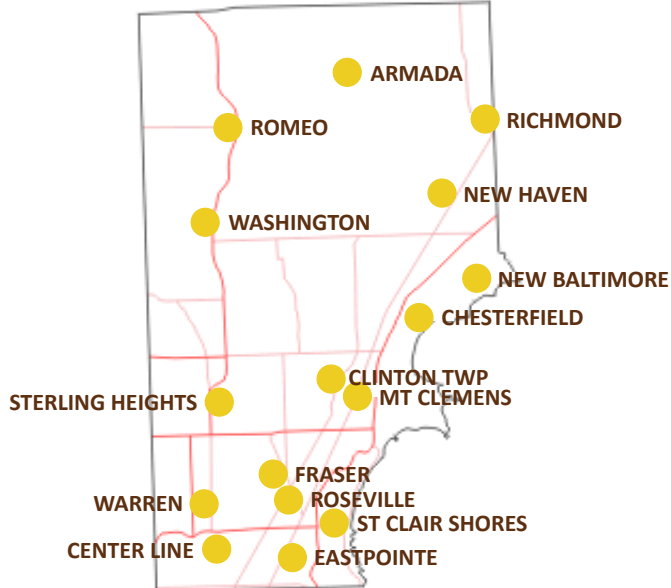 ARMADA
RICHMOND
ROMEO
NEW HAVEN
WASHINGTON
NEW BALTIMORE
CHESTERFIELD
CLINTON TWP
MT CLEMENS
STERLING HEIGHTS
FRASER
ROSEVILLE
WARREN
ST CLAIR SHORES
CENTER LINE
EASTPOINTE